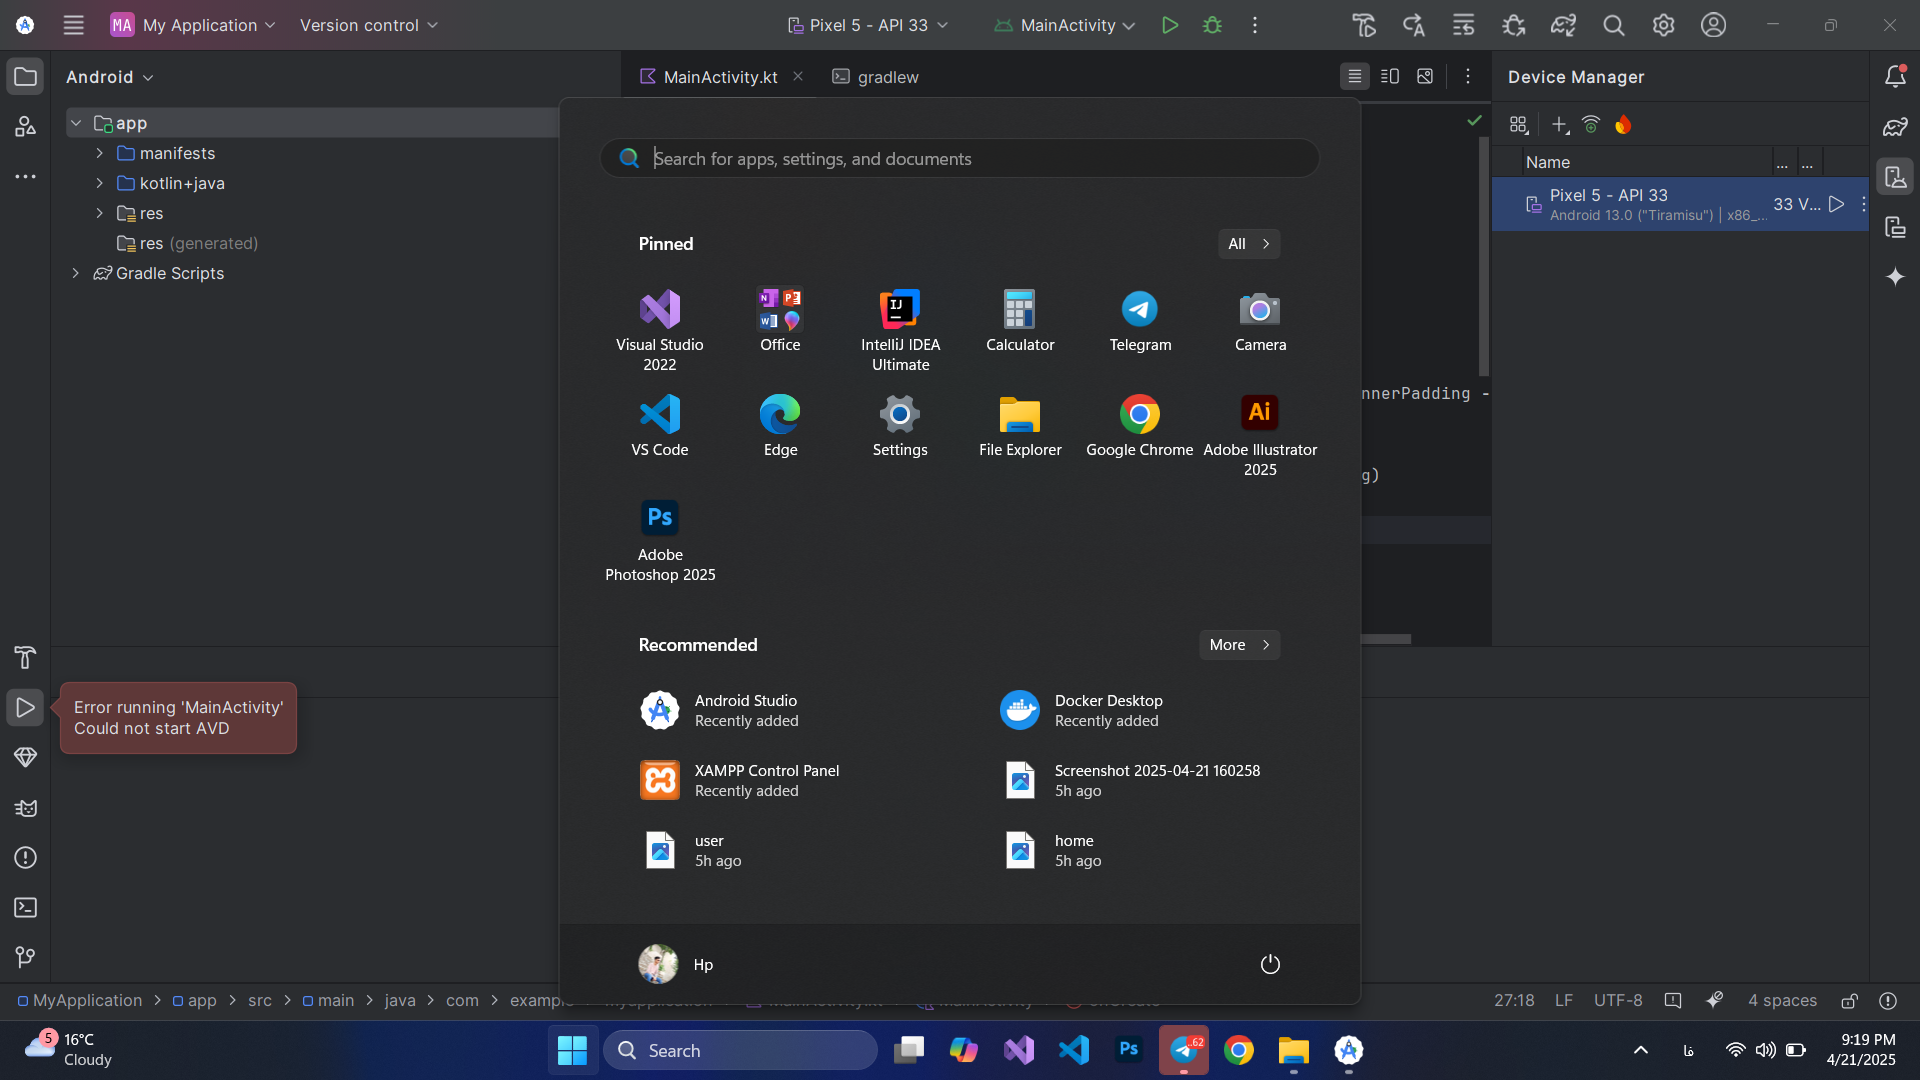 MA My Application
Version control
Pixel 5 - API 33
MainActivity
Android
MainActivity.kt
gradlew
Device Manager
app
manifests
kotlin+java
res
res (generated)
Gradle Scripts
Search for apps, settings, and documents
Pinned
All
Visual Studio 2022
Office
IntelliJ IDEA Ultimate
Calculator
Telegram
Camera
VS Code
Edge
Settings
File Explorer
Google Chrome
Adobe Illustrator 2025
Adobe Photoshop 2025
nnerPadding -
g)
Name
... ...
Pixel 5 - API 33
Android 13.0 ("Tiramisu") | x86_...
33 V...
Recommended
More
Android Studio
Recently added
Docker Desktop
Recently added
XAMPP Control Panel
Recently added
Screenshot 2025-04-21 160258
5h ago
user
5h ago
home
5h ago
Hp
Error running 'MainActivity'
Could not start AVD
MyApplication > app > src > main > java > com > example
27:18 LF UTF-8 4 spaces
5
16°C
Cloudy
Search
..62
فا
9:19 PM
4/21/2025